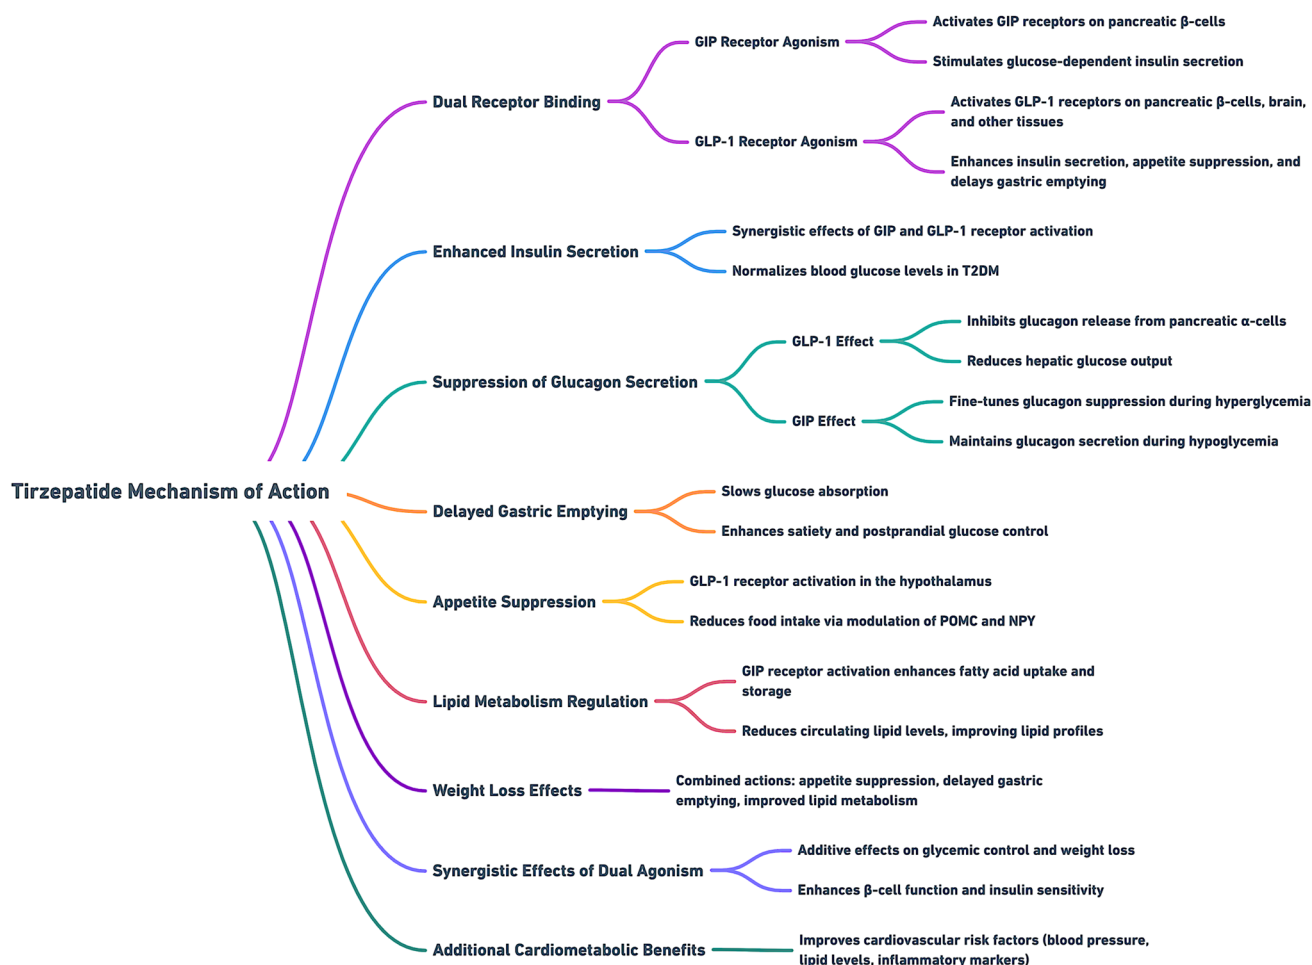 Tirzepatide Mechanism of Action
Dual Receptor Binding
GIP Receptor Agonism
Activates GIP receptors on pancreatic β-cells
Stimulates glucose-dependent insulin secretion
GLP-1 Receptor Agonism
Activates GLP-1 receptors on pancreatic β-cells, brain,
and other tissues
Enhances insulin secretion, appetite suppression, and
delays gastric emptying
Enhanced Insulin Secretion
Synergistic effects of GIP and GLP-1 receptor activation
Normalizes blood glucose levels in T2DM
Suppression of Glucagon Secretion
GLP-1 Effect
Inhibits glucagon release from pancreatic α-cells
Reduces hepatic glucose output
GIP Effect
Fine-tunes glucagon suppression during hyperglycemia
Maintains glucagon secretion during hypoglycemia
Delayed Gastric Emptying
Slows glucose absorption
Enhances satiety and postprandial glucose control
Appetite Suppression
GLP-1 receptor activation in the hypothalamus
Reduces food intake via modulation of POMC and NPY
Lipid Metabolism Regulation
GIP receptor activation enhances fatty acid uptake and
storage
Reduces circulating lipid levels, improving lipid profiles
Weight Loss Effects
Combined actions: appetite suppression, delayed gastric
emptying, improved lipid metabolism
Synergistic Effects of Dual Agonism
Additive effects on glycemic control and weight loss
Enhances β-cell function and insulin sensitivity
Additional Cardiometabolic Benefits
Improves cardiovascular risk factors (blood pressure,
lipid levels, inflammatory markers)